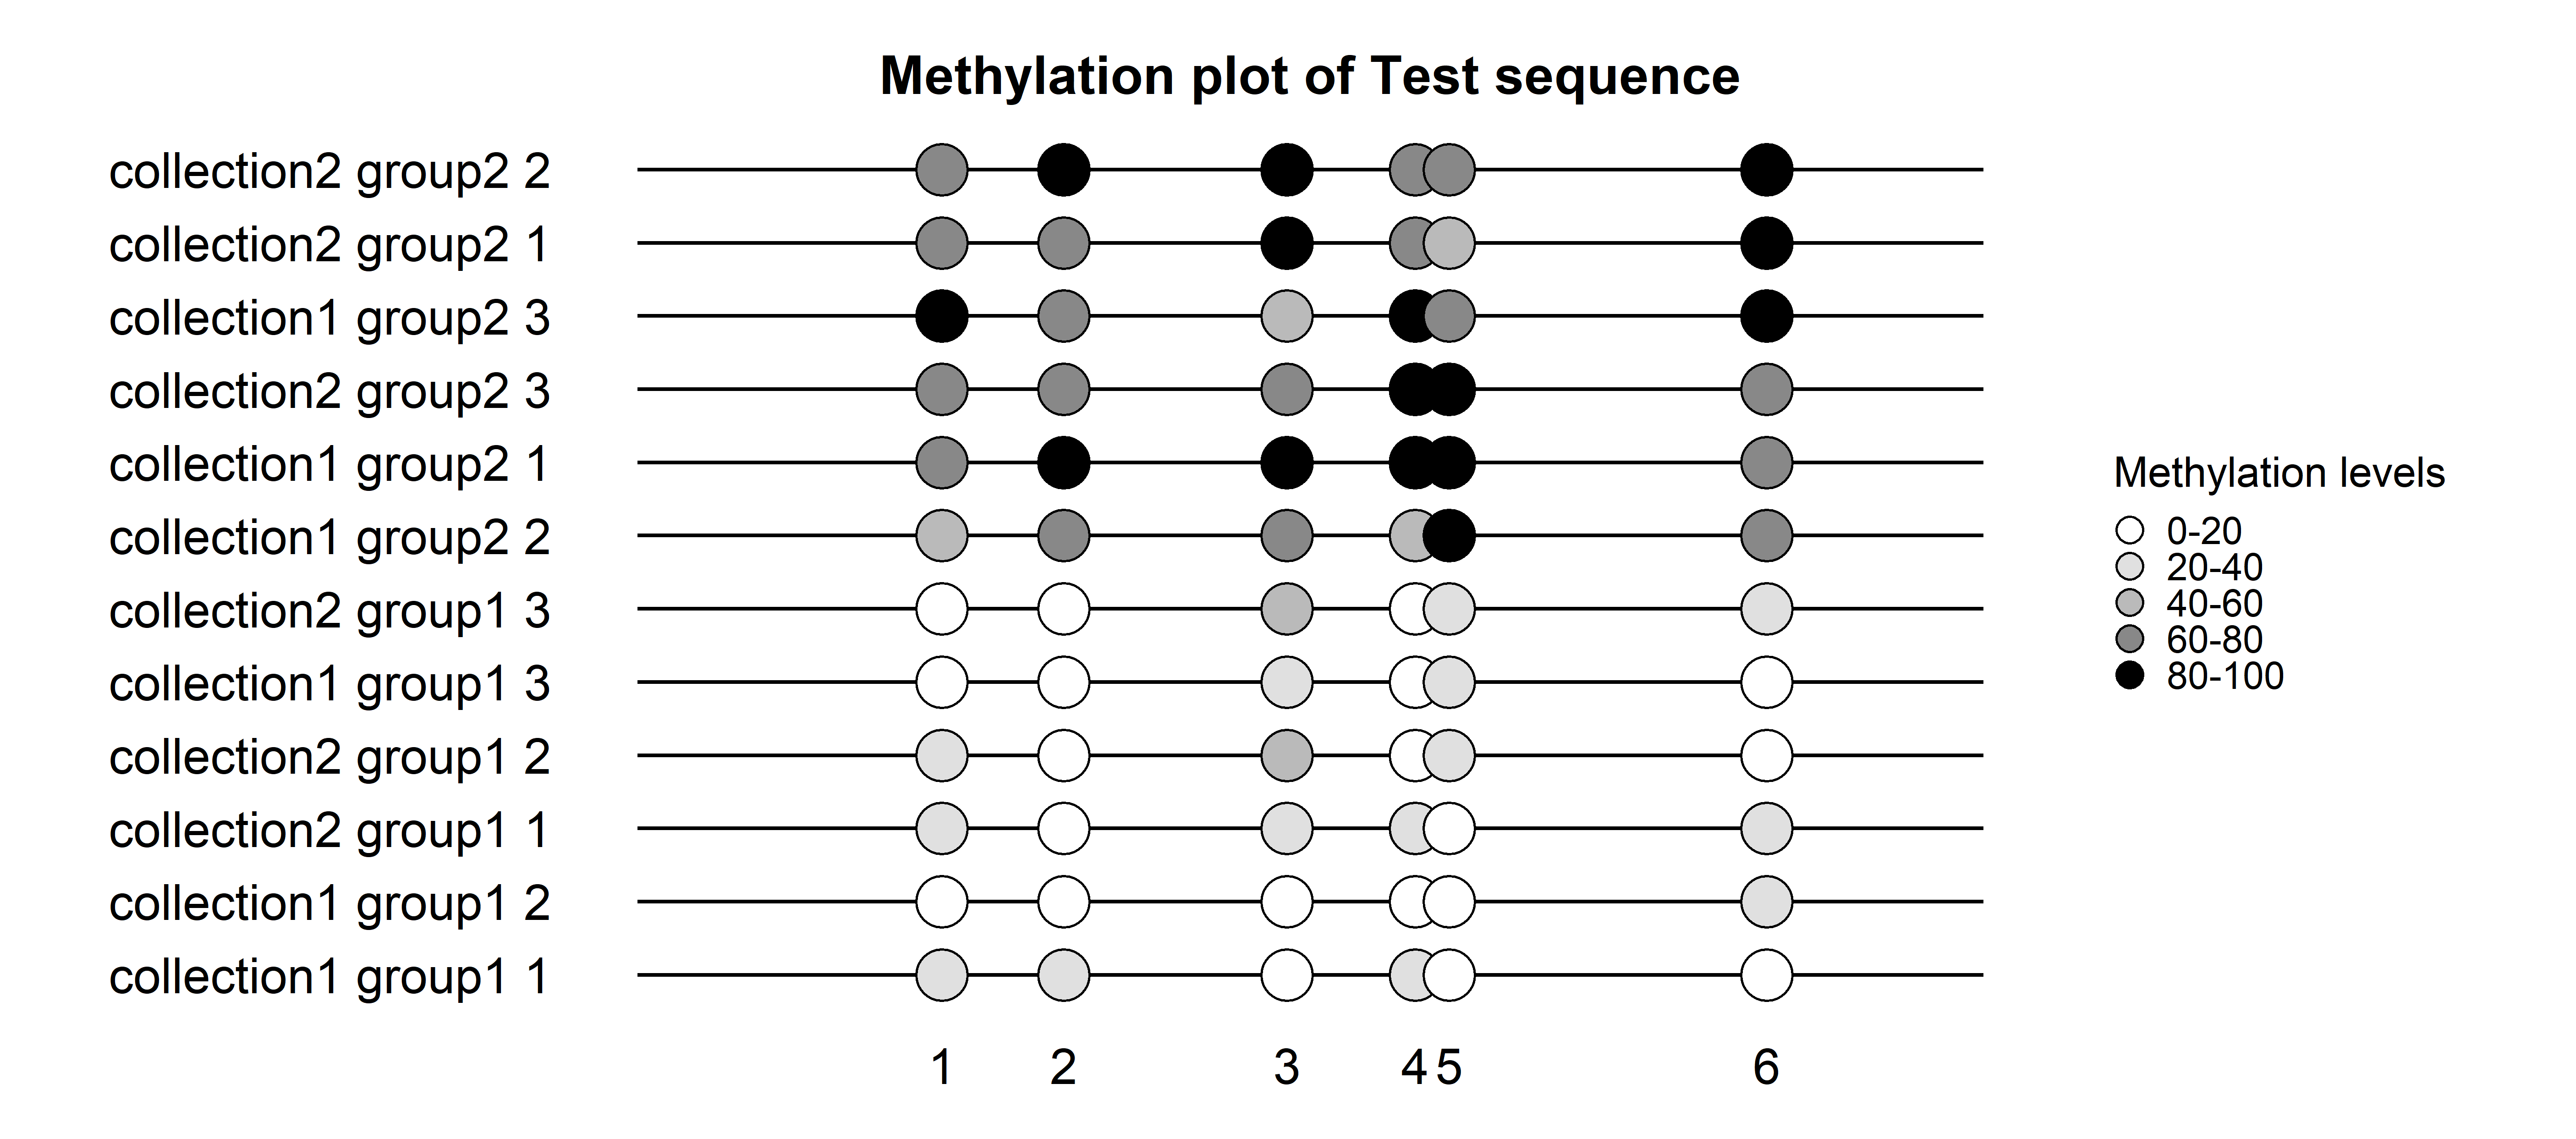 Methylation plot of Test sequence
collection2 group2 2
collection2 group2 1
collection1 group2 3
collection2 group2 3
collection1 group2 1
collection1 group2 2
collection2 group1 3
collection1 group1 3
collection2 group1 2
collection2 group1 1
collection1 group1 2
collection1 group1 1
1 2 3 4 5 6
Methylation levels
0-20
20-40
40-60
60-80
80-100